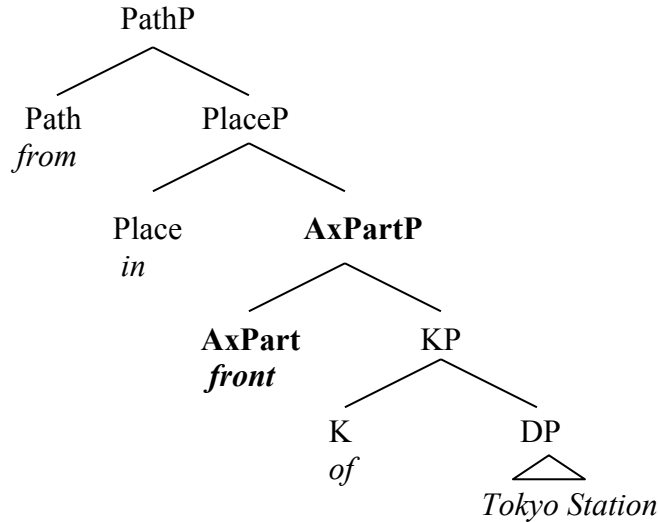 PathP
Path PlaceP
from
Place AxPartP
in
AxPart KP
front
K DP
of
Tokyo Station